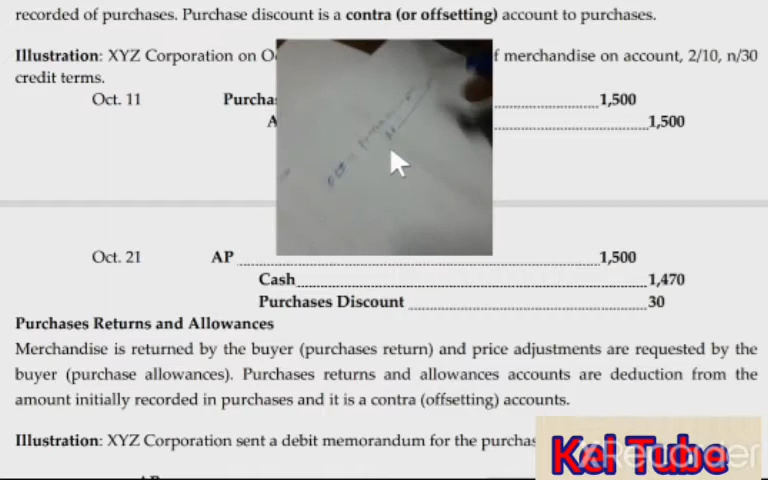 recorded of purchases. Purchase discount is a contra (or offsetting) account to purchases.
Illustration: XYZ Corporation on O f merchandise on account, 2/10, n/30
credit terms.
Oct. 11 Purcha 1,500
A 1,500
Oct. 21 AP 1,500
Cash 1,470
Purchases Discount 30
Purchases Returns and Allowances
Merchandise is returned by the buyer (purchases return) and price adjustments are requested by the
buyer (purchase allowances). Purchases returns and allowances accounts are deduction from the
amount initially recorded in purchases and it is a contra (offsetting) accounts.
Illustration: XYZ Corporation sent a debit memorandum for the purchas
Kel Tube
AP